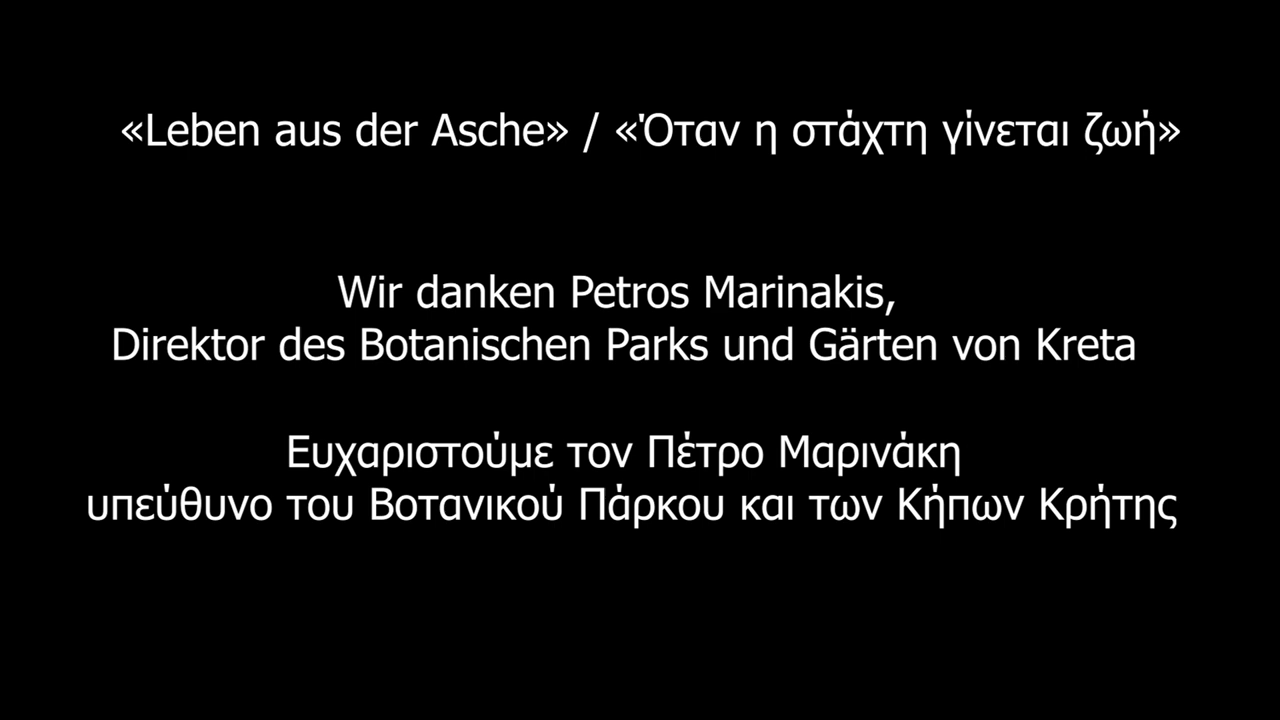 «Leben aus der Asche» / «Όταν η στάχτη γίνεται ζωή»
Wir danken Petros Marinakis,
Direktor des Botanischen Parks und Gärten von Kreta
Ευχαριστούμε τον Πέτρο Μαρινάκη
υπεύθυνο του Βοτανικού Πάρκου και των Κήπων Κρήτης